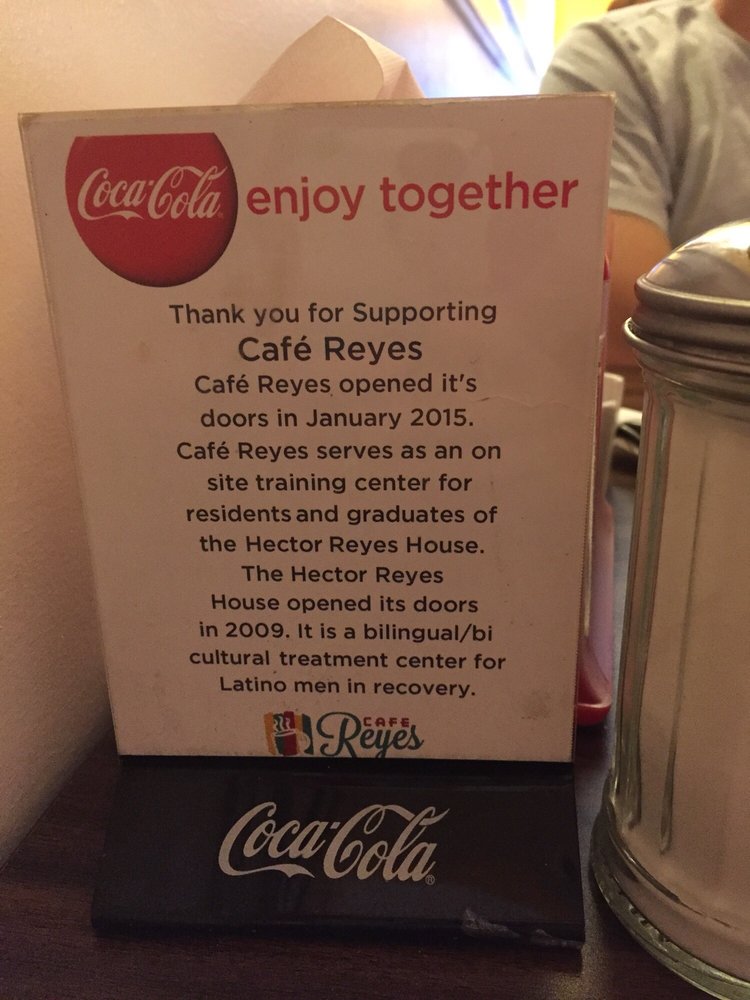 Coca-Cola enjoy together
Thank you for Supporting
Café Reyes
Café Reyes opened it's
doors in January 2015.
Café Reyes serves as an on
site training center for
residents and graduates of
the Hector Reyes House.
The Hector Reyes
House opened its doors
in 2009. It is a bilingual/bi
cultural treatment center for
Latino men in recovery.
CAFE
Reyes
Coca-Cola®